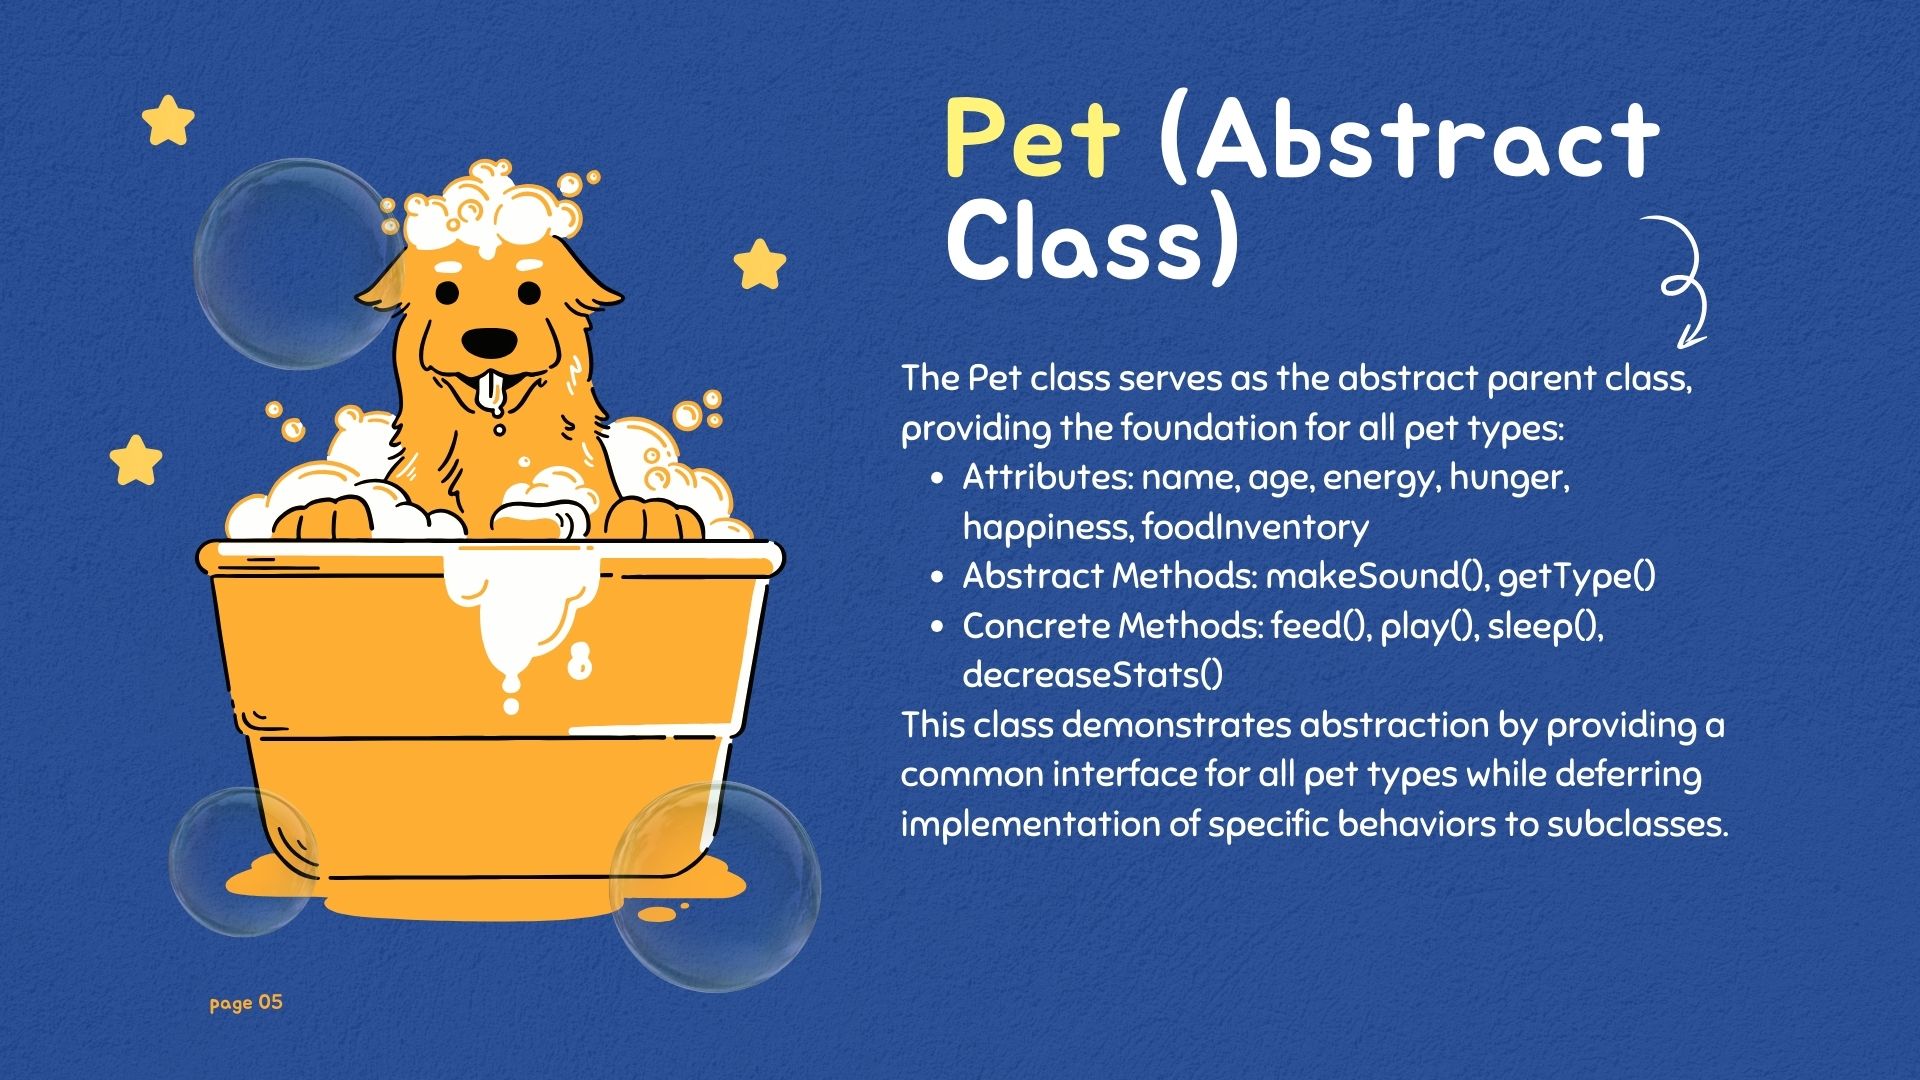 Pet (Abstract
Class)
The Pet class serves as the abstract parent class,
providing the foundation for all pet types:
• Attributes: name, age, energy, hunger,
happiness, foodInventory
• Abstract Methods: makeSound(), getType()
• Concrete Methods: feed(), play(), sleep(),
decreaseStats()
This class demonstrates abstraction by providing a
common interface for all pet types while deferring
implementation of specific behaviors to subclasses.
page 05